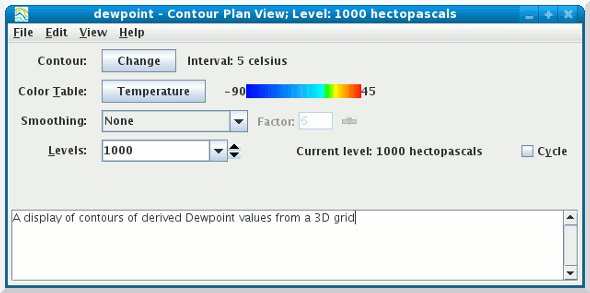 dewpoint - Contour Plan View; Level: 1000 hectopascals
File Edit View Help
Contour: Change Interval: 5 celsius
Color Table: Temperature -90 45
Smoothing: None Factor: 6
Levels: 1000 Current level: 1000 hectopascals Cycle
A display of contours of derived Dewpoint values from a 3D grid